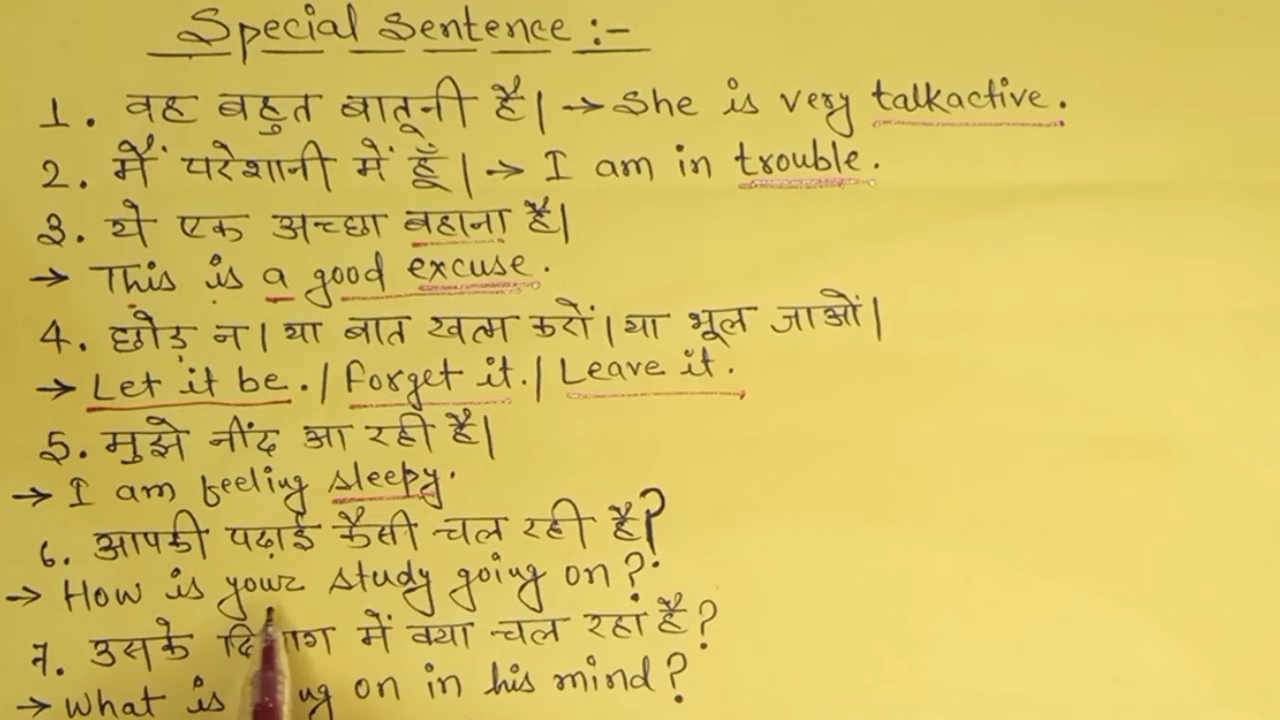 Special Sentence :-
1. वह बहुत बातूनी है। → She is very talkactive.
2. मैं परेशानी में हूँ। → I am in trouble.
3. ये एक अच्छा बहाना है।
→ This is a good excuse.
4. छोड़ न। या बात खत्म करों। या भूल जाओं।
→ Let it be. / Forget it. / Leave it.
5. मुझे नींद आ रही है।
→ I am feeling sleepy.
6. आपकी पढ़ाई कैसी चल रही है?
→ How is your study going on?
7. उसके में क्या चल रहा है?
→ What is on in his mind?